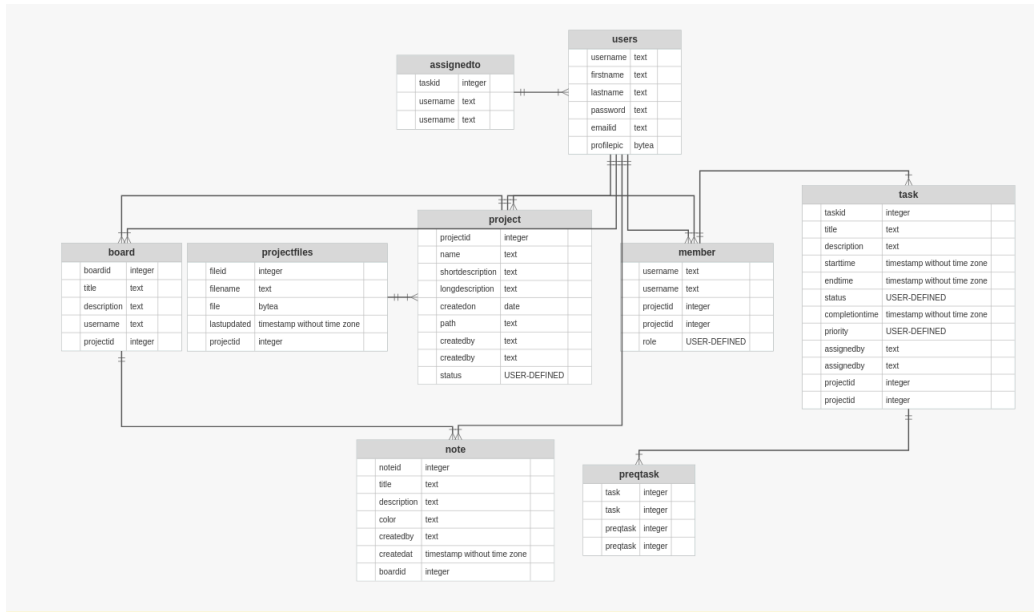 users
username text
firstname text
lastname text
password text
emailid text
profilepic bytea
assignedto
taskid integer
username text
username text
task
taskid integer
title text
description text
starttime timestamp without time zone
endtime timestamp without time zone
status USER-DEFINED
completiontime timestamp without time zone
priority USER-DEFINED
assignedby text
assignedby text
projectid integer
projectid integer
project
projectid integer
name text
shortdescription text
longdescription text
createdon date
path text
createdby text
createdby text
status USER-DEFINED
board
boardid integer
title text
description text
username text
projectid integer
projectfiles
fileid integer
filename text
file bytea
lastupdated timestamp without time zone
projectid integer
member
username text
username text
projectid integer
projectid integer
role USER-DEFINED
note
noteid integer
title text
description text
color text
createdby text
createdat timestamp without time zone
boardid integer
preqtask
task integer
task integer
preqtask integer
preqtask integer